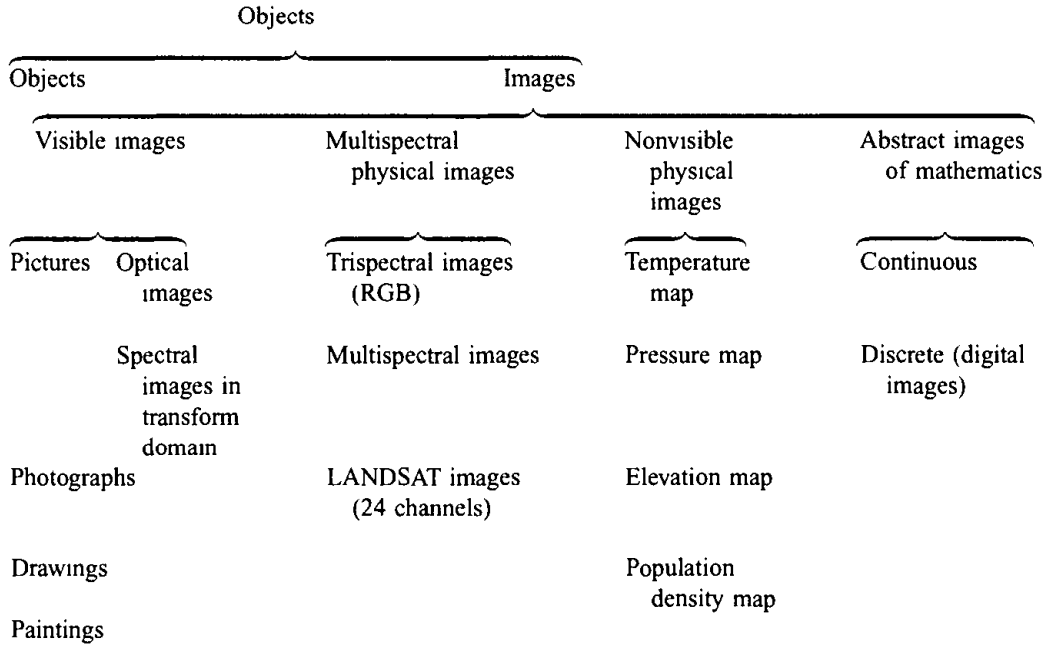 Objects
Objects Images
Visible images Multispectral Nonvisible Abstract images
physical images physical of mathematics
images
Pictures Optical Trispectral images Temperature Continuous
images (RGB) map
Spectral Multispectral images Pressure map Discrete (digital
images in images)
transform
domain
Photographs LANDSAT images Elevation map
(24 channels)
Drawings Population
density map
Paintings